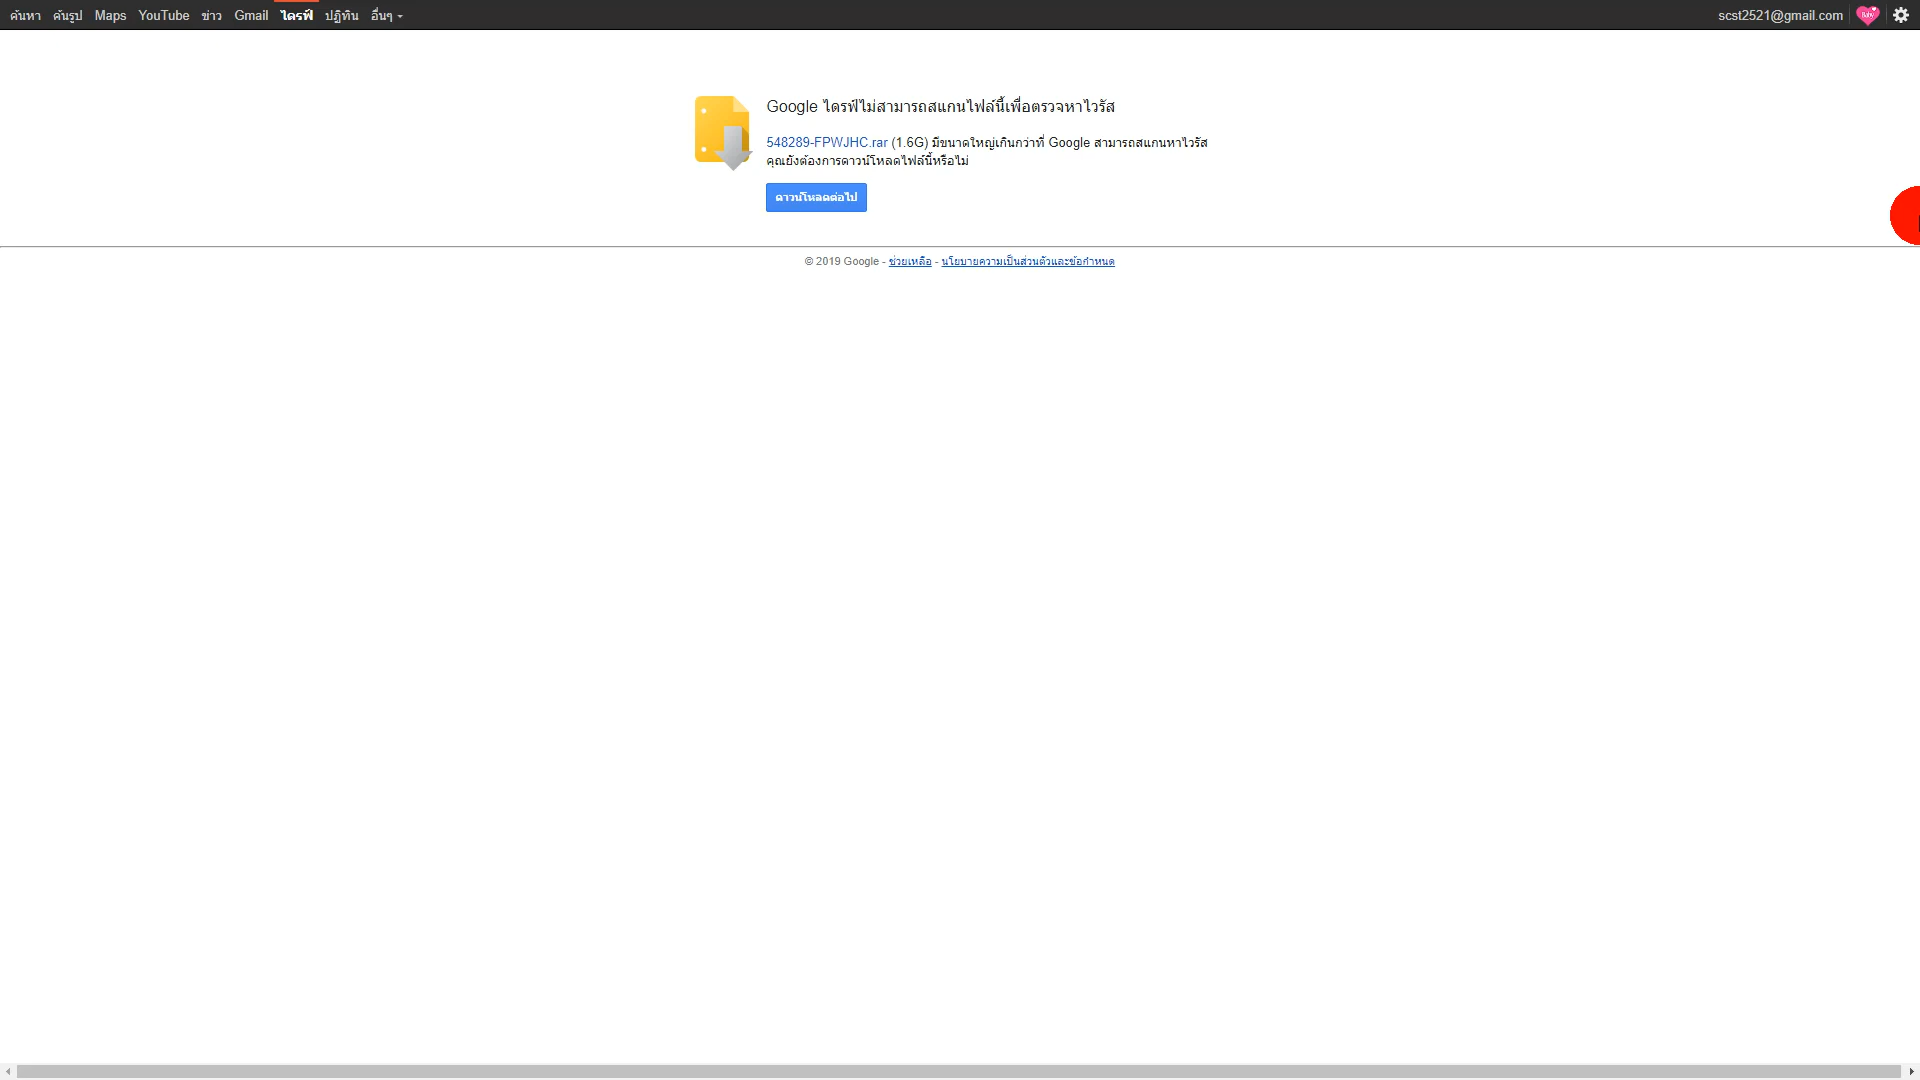 ค้นหา ค้นรูป Maps YouTube ข่าว Gmail ไดรฟ์ ปฏิทิน อื่นๆ scst2521@gmail.com
Baby
Google ไดรฟ์ไม่สามารถสแกนไฟล์นี้เพื่อตรวจหาไวรัส
548289-FPWJHC.rar (1.6G) มีขนาดใหญ่เกินกว่าที่ Google สามารถสแกนหาไวรัส
คุณยังต้องการดาวน์โหลดไฟล์นี้หรือไม่
ดาวน์โหลดต่อไป
© 2019 Google - ช่วยเหลือ - นโยบายความเป็นส่วนตัวและข้อกำหนด